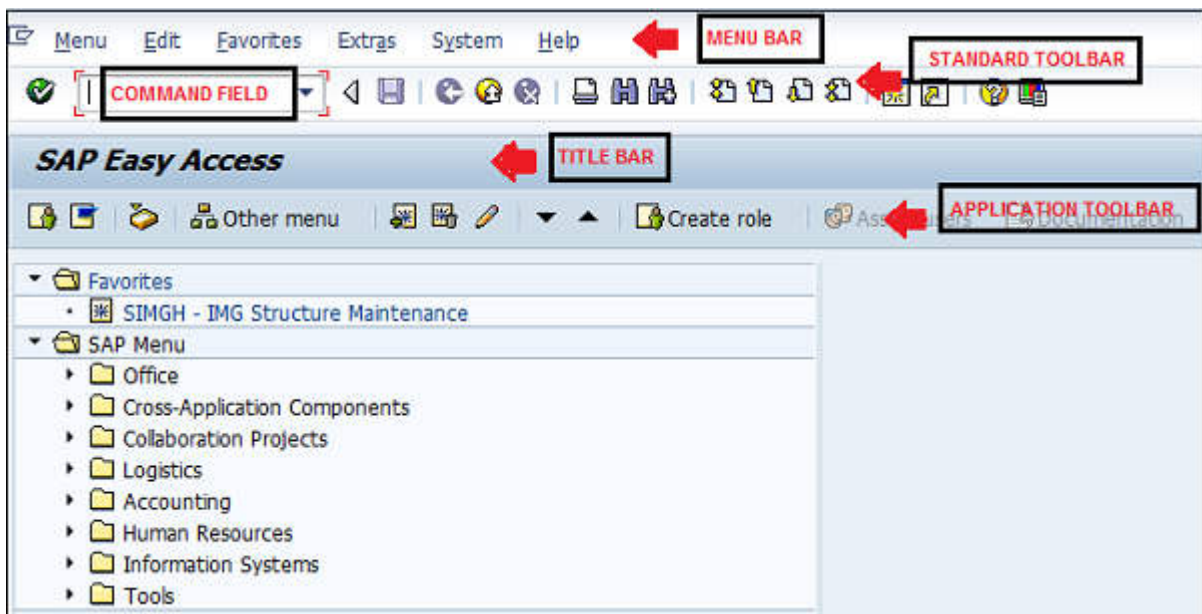 Menu Edit Favorites Extras System Help MENU BAR
STANDARD TOOLBAR
COMMAND FIELD
SAP Easy Access TITLE BAR
Other menu Create role APPLICATION TOOLBAR
Favorites
SIMGH - IMG Structure Maintenance
SAP Menu
Office
Cross-Application Components
Collaboration Projects
Logistics
Accounting
Human Resources
Information Systems
Tools